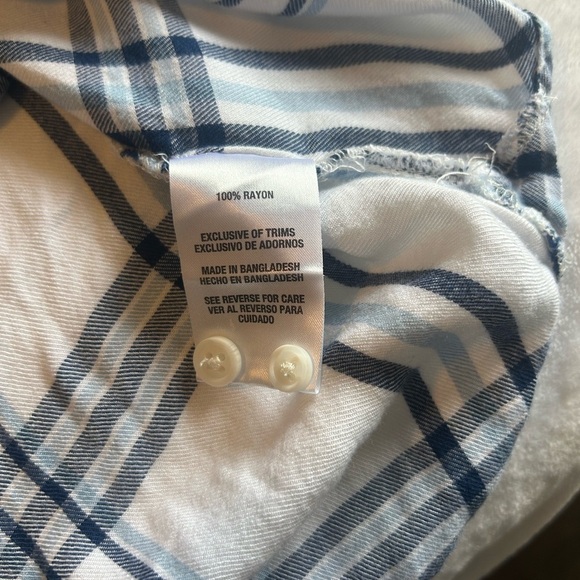 100% RAYON
EXCLUSIVE OF TRIMS
EXCLUSIVO DE ADORNOS
MADE IN BANGLADESH
HECHO EN BANGLADESH
SEE REVERSE FOR CARE
VER AL REVERSO PARA
CUIDADO